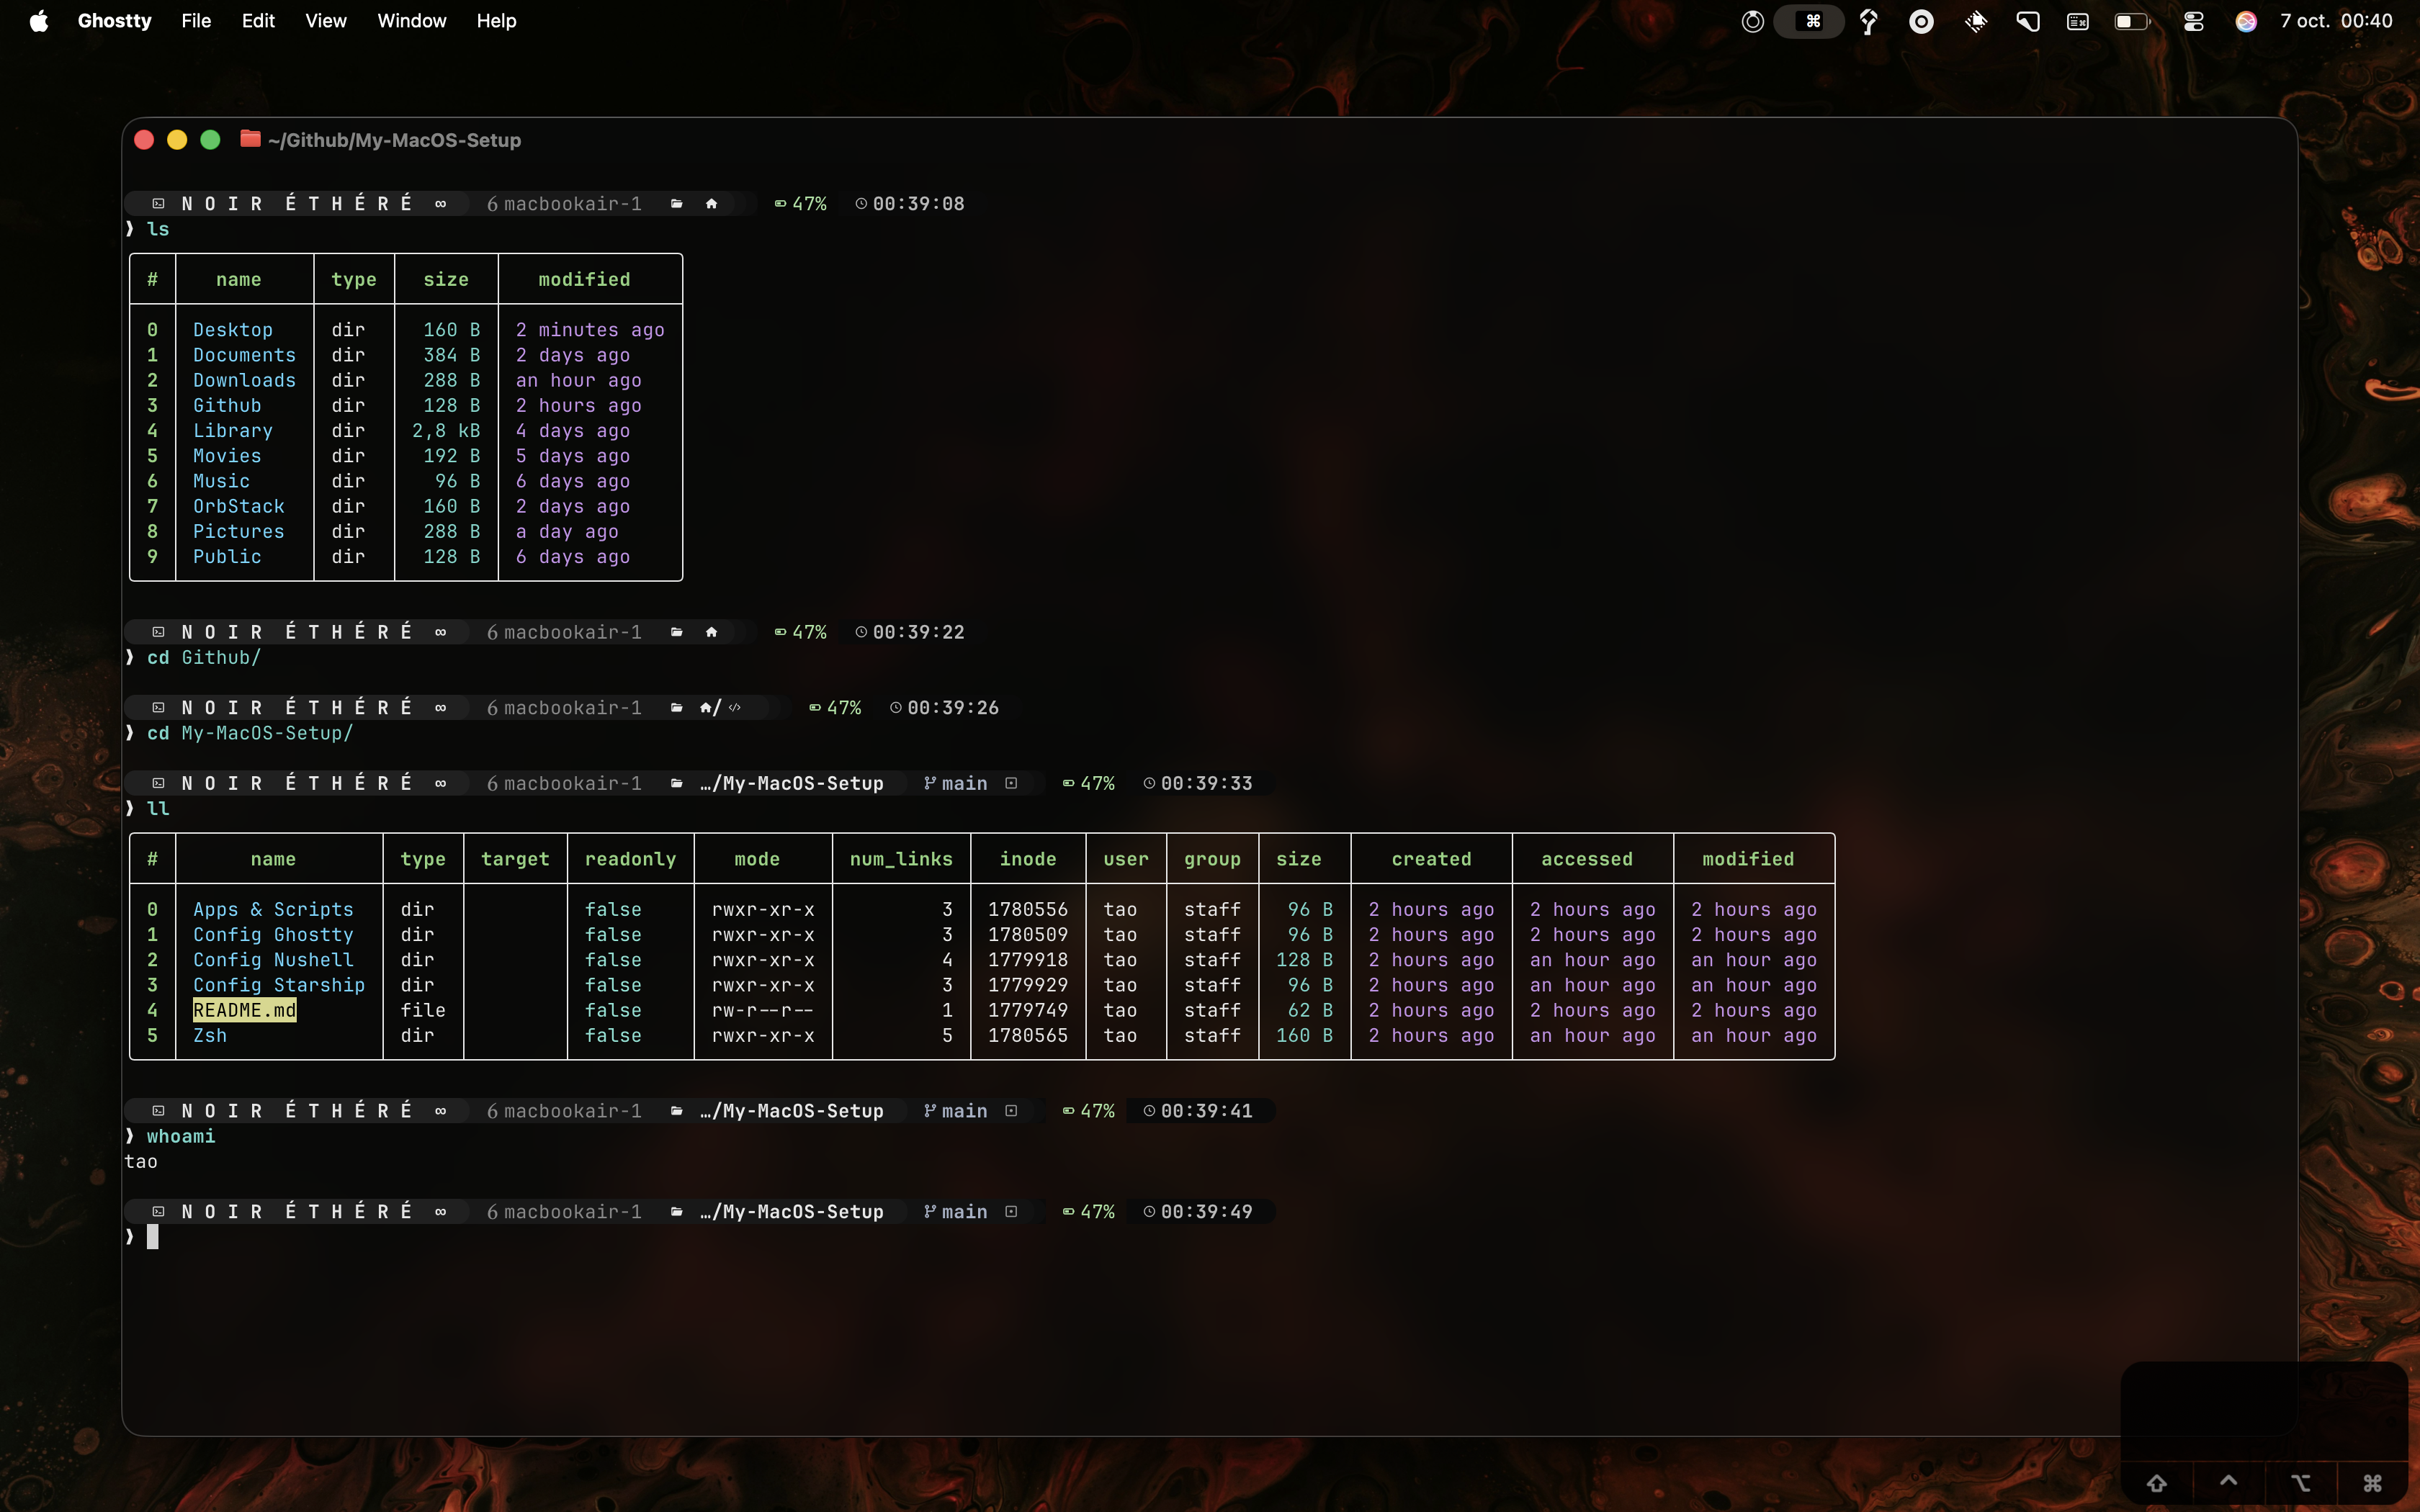 Ghostty File Edit View Window Help 7 oct. 00:40
~/Github/My-MacOS-Setup
N O I R É T H É R É ∞ 6 macbookair-1 47% 00:39:08
❯ ls
# name type size modified
0 Desktop dir 160 B 2 minutes ago
1 Documents dir 384 B 2 days ago
2 Downloads dir 288 B an hour ago
3 Github dir 128 B 2 hours ago
4 Library dir 2,8 kB 4 days ago
5 Movies dir 192 B 5 days ago
6 Music dir 96 B 6 days ago
7 OrbStack dir 160 B 2 days ago
8 Pictures dir 288 B a day ago
9 Public dir 128 B 6 days ago
N O I R É T H É R É ∞ 6 macbookair-1 47% 00:39:22
❯ cd Github/
N O I R É T H É R É ∞ 6 macbookair-1 / </> 47% 00:39:26
❯ cd My-MacOS-Setup/
N O I R É T H É R É ∞ 6 macbookair-1 …/My-MacOS-Setup main 47% 00:39:33
❯ ll
# name type target readonly mode num_links inode user group size created accessed modified
0 Apps & Scripts dir false rwxr-xr-x 3 1780556 tao staff 96 B 2 hours ago 2 hours ago 2 hours ago
1 Config Ghostty dir false rwxr-xr-x 3 1780509 tao staff 96 B 2 hours ago 2 hours ago 2 hours ago
2 Config Nushell dir false rwxr-xr-x 4 1779918 tao staff 128 B 2 hours ago an hour ago an hour ago
3 Config Starship dir false rwxr-xr-x 3 1779929 tao staff 96 B 2 hours ago an hour ago an hour ago
4 README.md file false rw-r--r-- 1 1779749 tao staff 62 B 2 hours ago 2 hours ago 2 hours ago
5 Zsh dir false rwxr-xr-x 5 1780565 tao staff 160 B 2 hours ago an hour ago an hour ago
N O I R É T H É R É ∞ 6 macbookair-1 …/My-MacOS-Setup main 47% 00:39:41
❯ whoami
tao
N O I R É T H É R É ∞ 6 macbookair-1 …/My-MacOS-Setup main 47% 00:39:49
❯